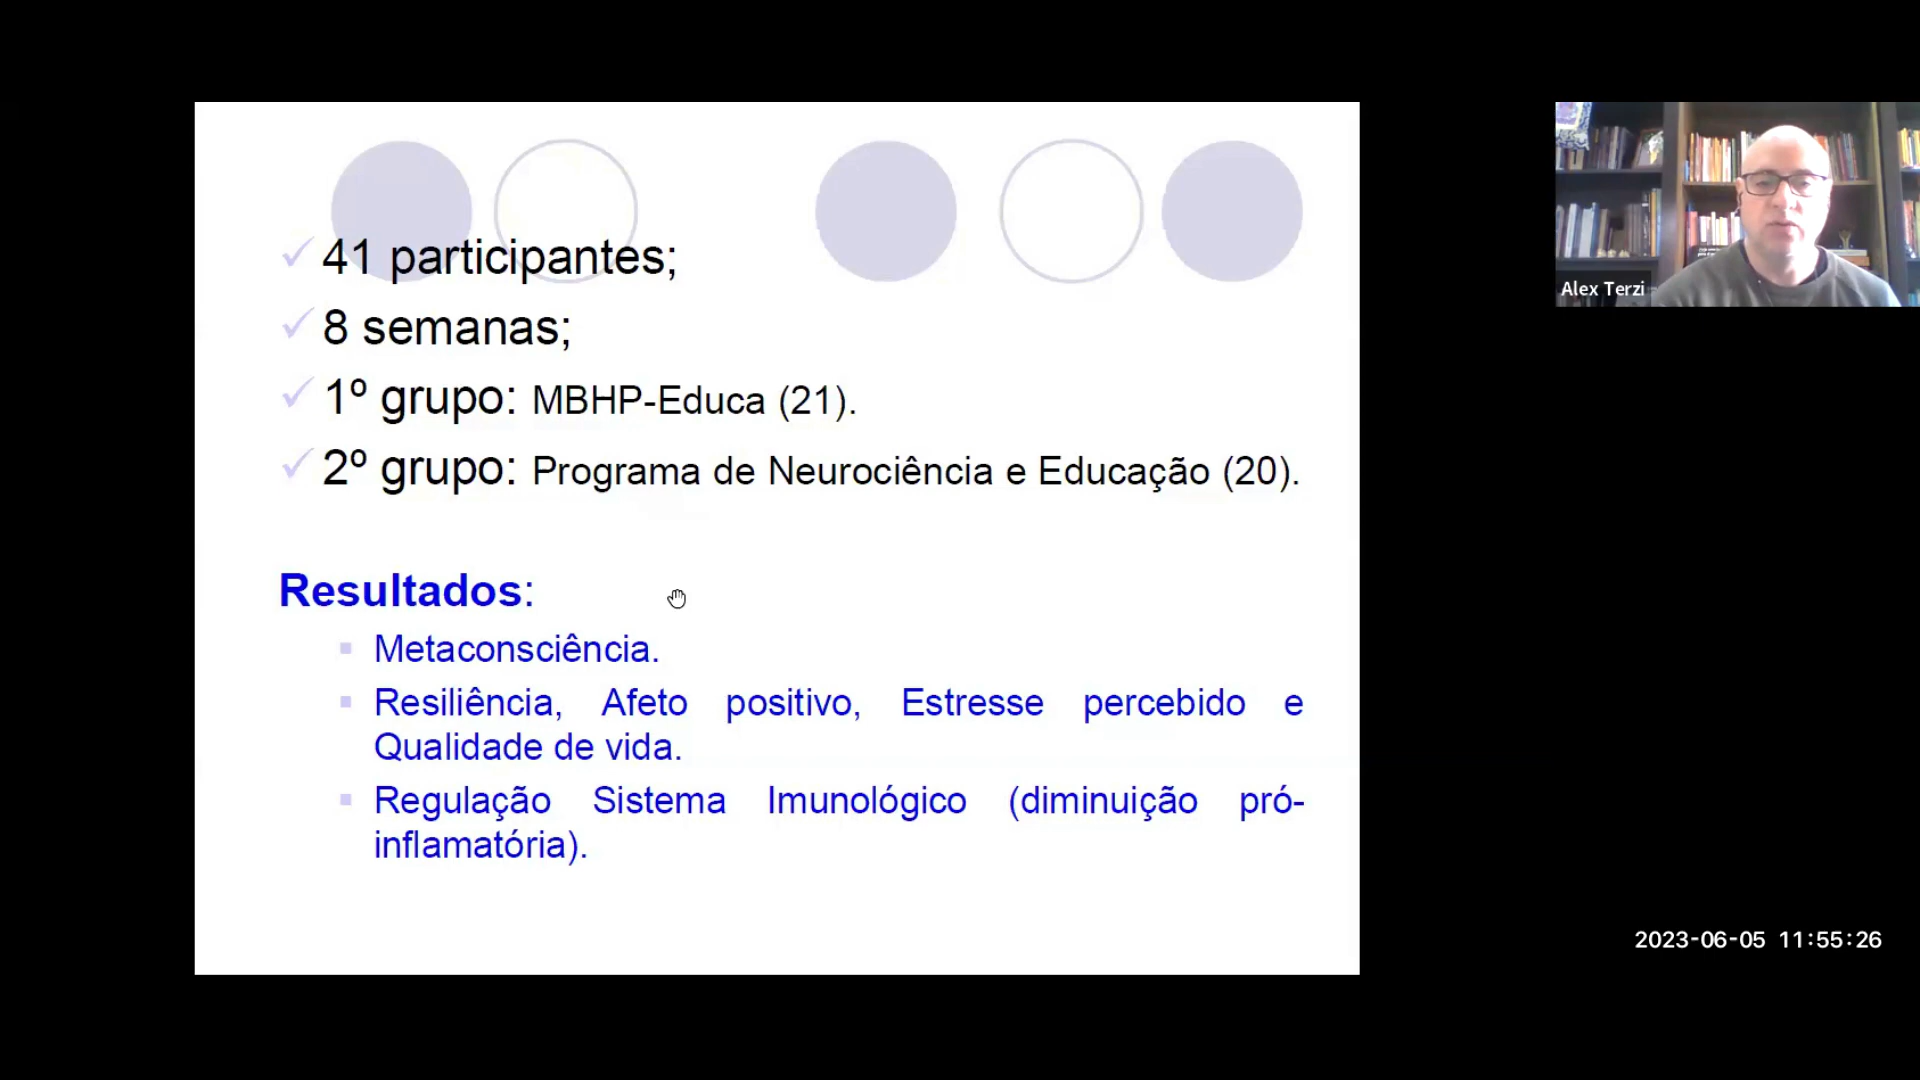 41 participantes;
8 semanas;
1º grupo: MBHP-Educa (21).
2º grupo: Programa de Neurociência e Educação (20).
Resultados:
Metaconsciência.
Resiliência, Afeto positivo, Estresse percebido e
Qualidade de vida.
Regulação Sistema Imunológico (diminuição pró-
inflamatória).
Alex Terzi
2023-06-05 11:55:26